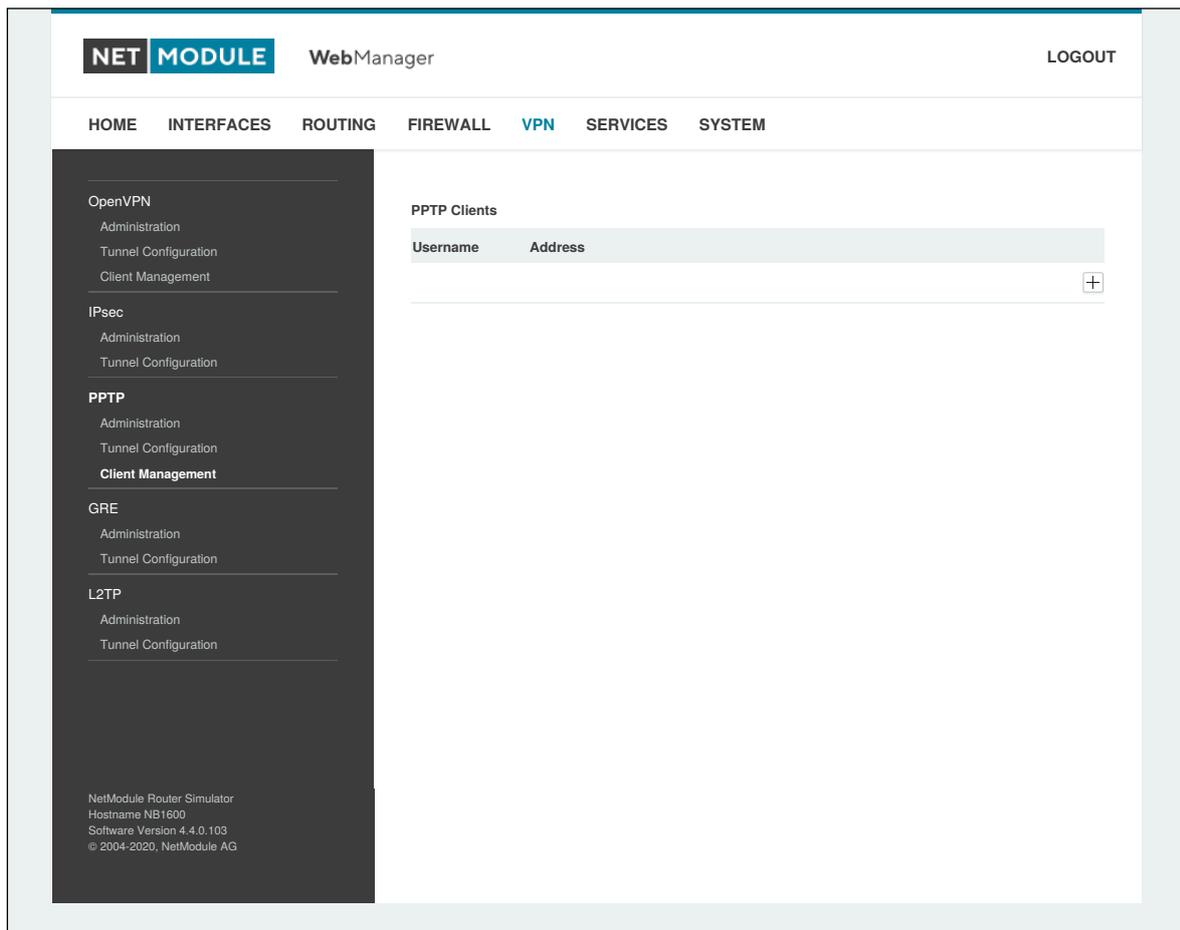 NET MODULE WebManager LOGOUT
HOME INTERFACES ROUTING FIREWALL VPN SERVICES SYSTEM
OpenVPN
Administration
Tunnel Configuration
Client Management
IPsec
Administration
Tunnel Configuration
PPTP
Administration
Tunnel Configuration
Client Management
GRE
Administration
Tunnel Configuration
L2TP
Administration
Tunnel Configuration
NetModule Router Simulator
Hostname NB1600
Software Version 4.4.0.103
© 2004-2020, NetModule AG
PPTP Clients
Username Address